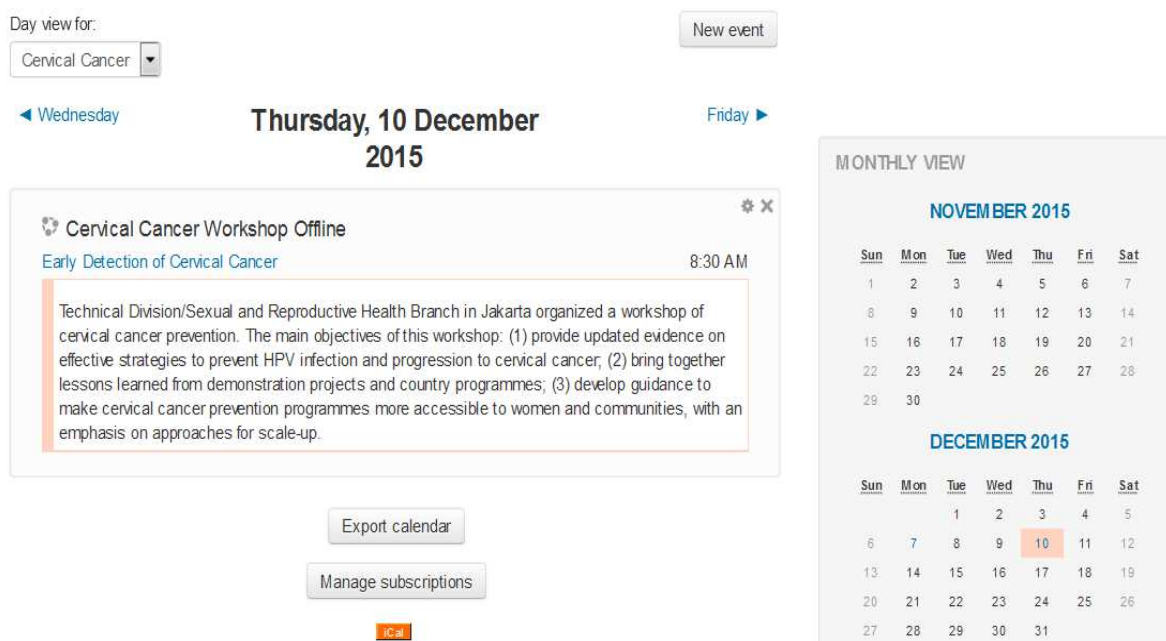 Day view for:
New event
Cervical Cancer
◄ Wednesday
Thursday, 10 December
2015
Friday ►
Cervical Cancer Workshop Offline
Early Detection of Cervical Cancer
8:30 AM
Technical Division/Sexual and Reproductive Health Branch in Jakarta organized a workshop of
cervical cancer prevention. The main objectives of this workshop: (1) provide updated evidence on
effective strategies to prevent HPV infection and progression to cervical cancer; (2) bring together
lessons learned from demonstration projects and country programmes; (3) develop guidance to
make cervical cancer prevention programmes more accessible to women and communities, with an
emphasis on approaches for scale-up.
Export calendar
Manage subscriptions
iCal
MONTHLY VIEW
NOVEMBER 2015
Sun Mon Tue Wed Thu Fri Sat
1 2 3 4 5 6 7
8 9 10 11 12 13 14
15 16 17 18 19 20 21
22 23 24 25 26 27 28
29 30
DECEMBER 2015
Sun Mon Tue Wed Thu Fri Sat
1 2 3 4 5
6 7 8 9 10 11 12
13 14 15 16 17 18 19
20 21 22 23 24 25 26
27 28 29 30 31